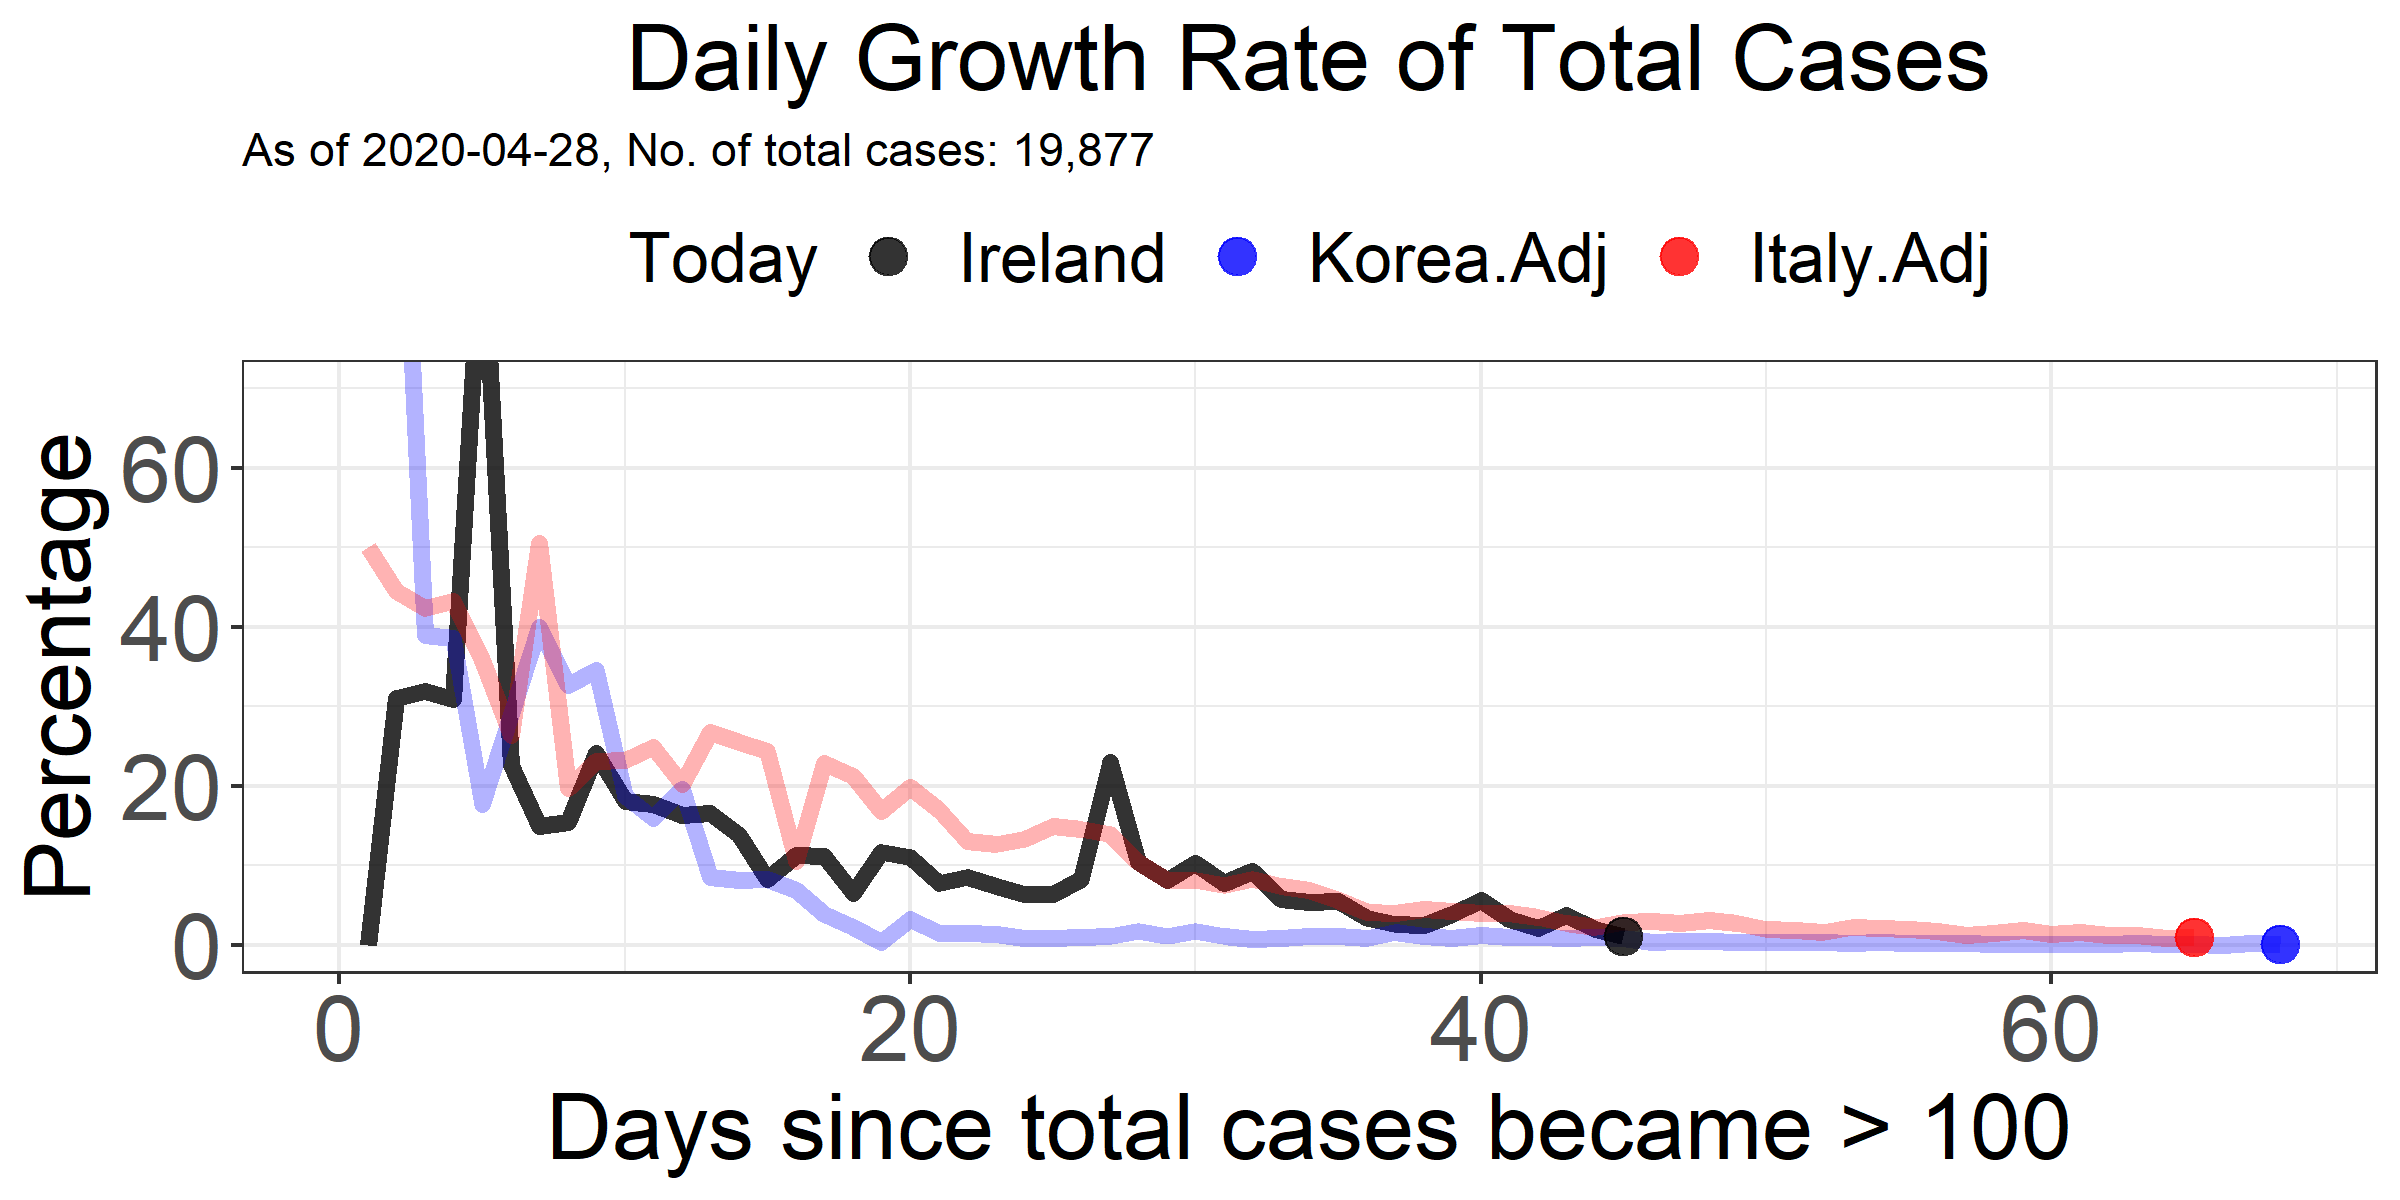 Daily Growth Rate of Total Cases
As of 2020-04-28, No. of total cases: 19,877
Today Ireland Korea.Adj Italy.Adj
Percentage
60
40
20
0
0 20 40 60
Days since total cases became > 100